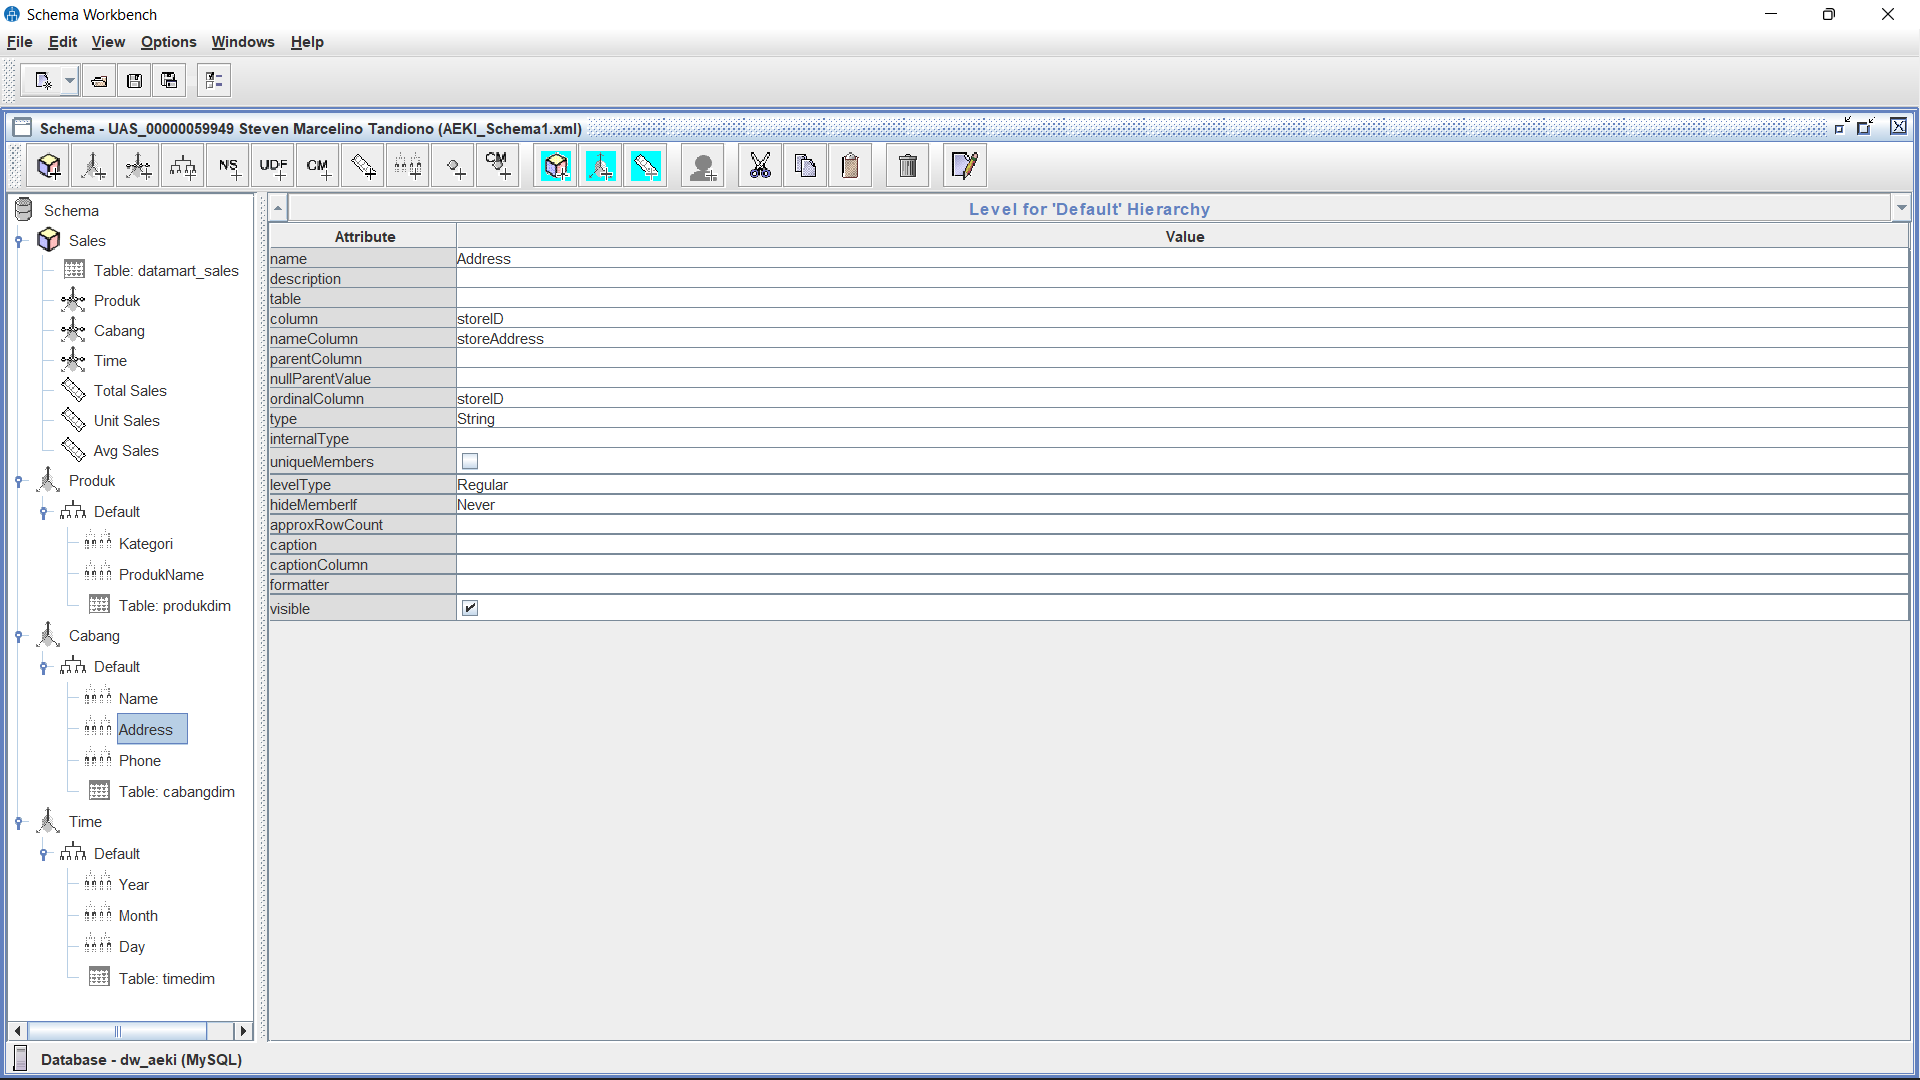 Schema Workbench
File Edit View Options Windows Help
Schema - UAS_00000059949 Steven Marcelino Tandiono (AEKI_Schema1.xml)
NS UDF CM CM
Schema
Sales
Table: datamart_sales
Produk
Cabang
Time
Total Sales
Unit Sales
Avg Sales
Produk
Default
Kategori
ProdukName
Table: produkdim
Cabang
Default
Name
Address
Phone
Table: cabangdim
Time
Default
Year
Month
Day
Table: timedim
Level for 'Default' Hierarchy
Attribute Value
name Address
description
table
column storeID
nameColumn storeAddress
parentColumn
nullParentValue
ordinalColumn storeID
type String
internalType
uniqueMembers
levelType Regular
hideMemberIf Never
approxRowCount
caption
captionColumn
formatter
visible
Database - dw_aeki (MySQL)